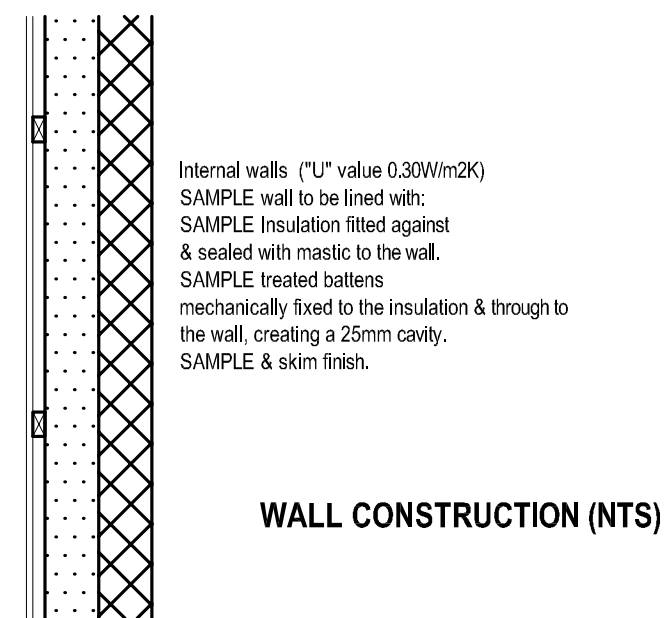 Internal walls ("U" value 0.30W/m2K)
SAMPLE wall to be lined with:
SAMPLE Insulation fitted against
& sealed with mastic to the wall.
SAMPLE treated battens
mechanically fixed to the insulation & through to
the wall, creating a 25mm cavity.
SAMPLE & skim finish.
WALL CONSTRUCTION (NTS)